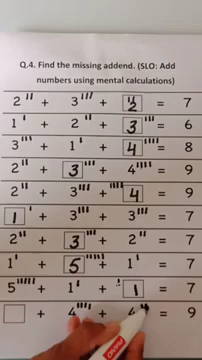 Q.4. Find the missing addend. (SLO: Add
numbers using mental calculations)
2 + 3 + 2 = 7
1 + 2 + 3 = 6
3 + 1 + 4 = 8
2 + 3 + 4 = 9
2 + 3 + 4 = 9
1 + 3 + 3 = 7
2 + 3 + 2 = 7
1 + 5 + 1 = 7
5 + 1 + 1 = 7
+ 4 + 4 = 9